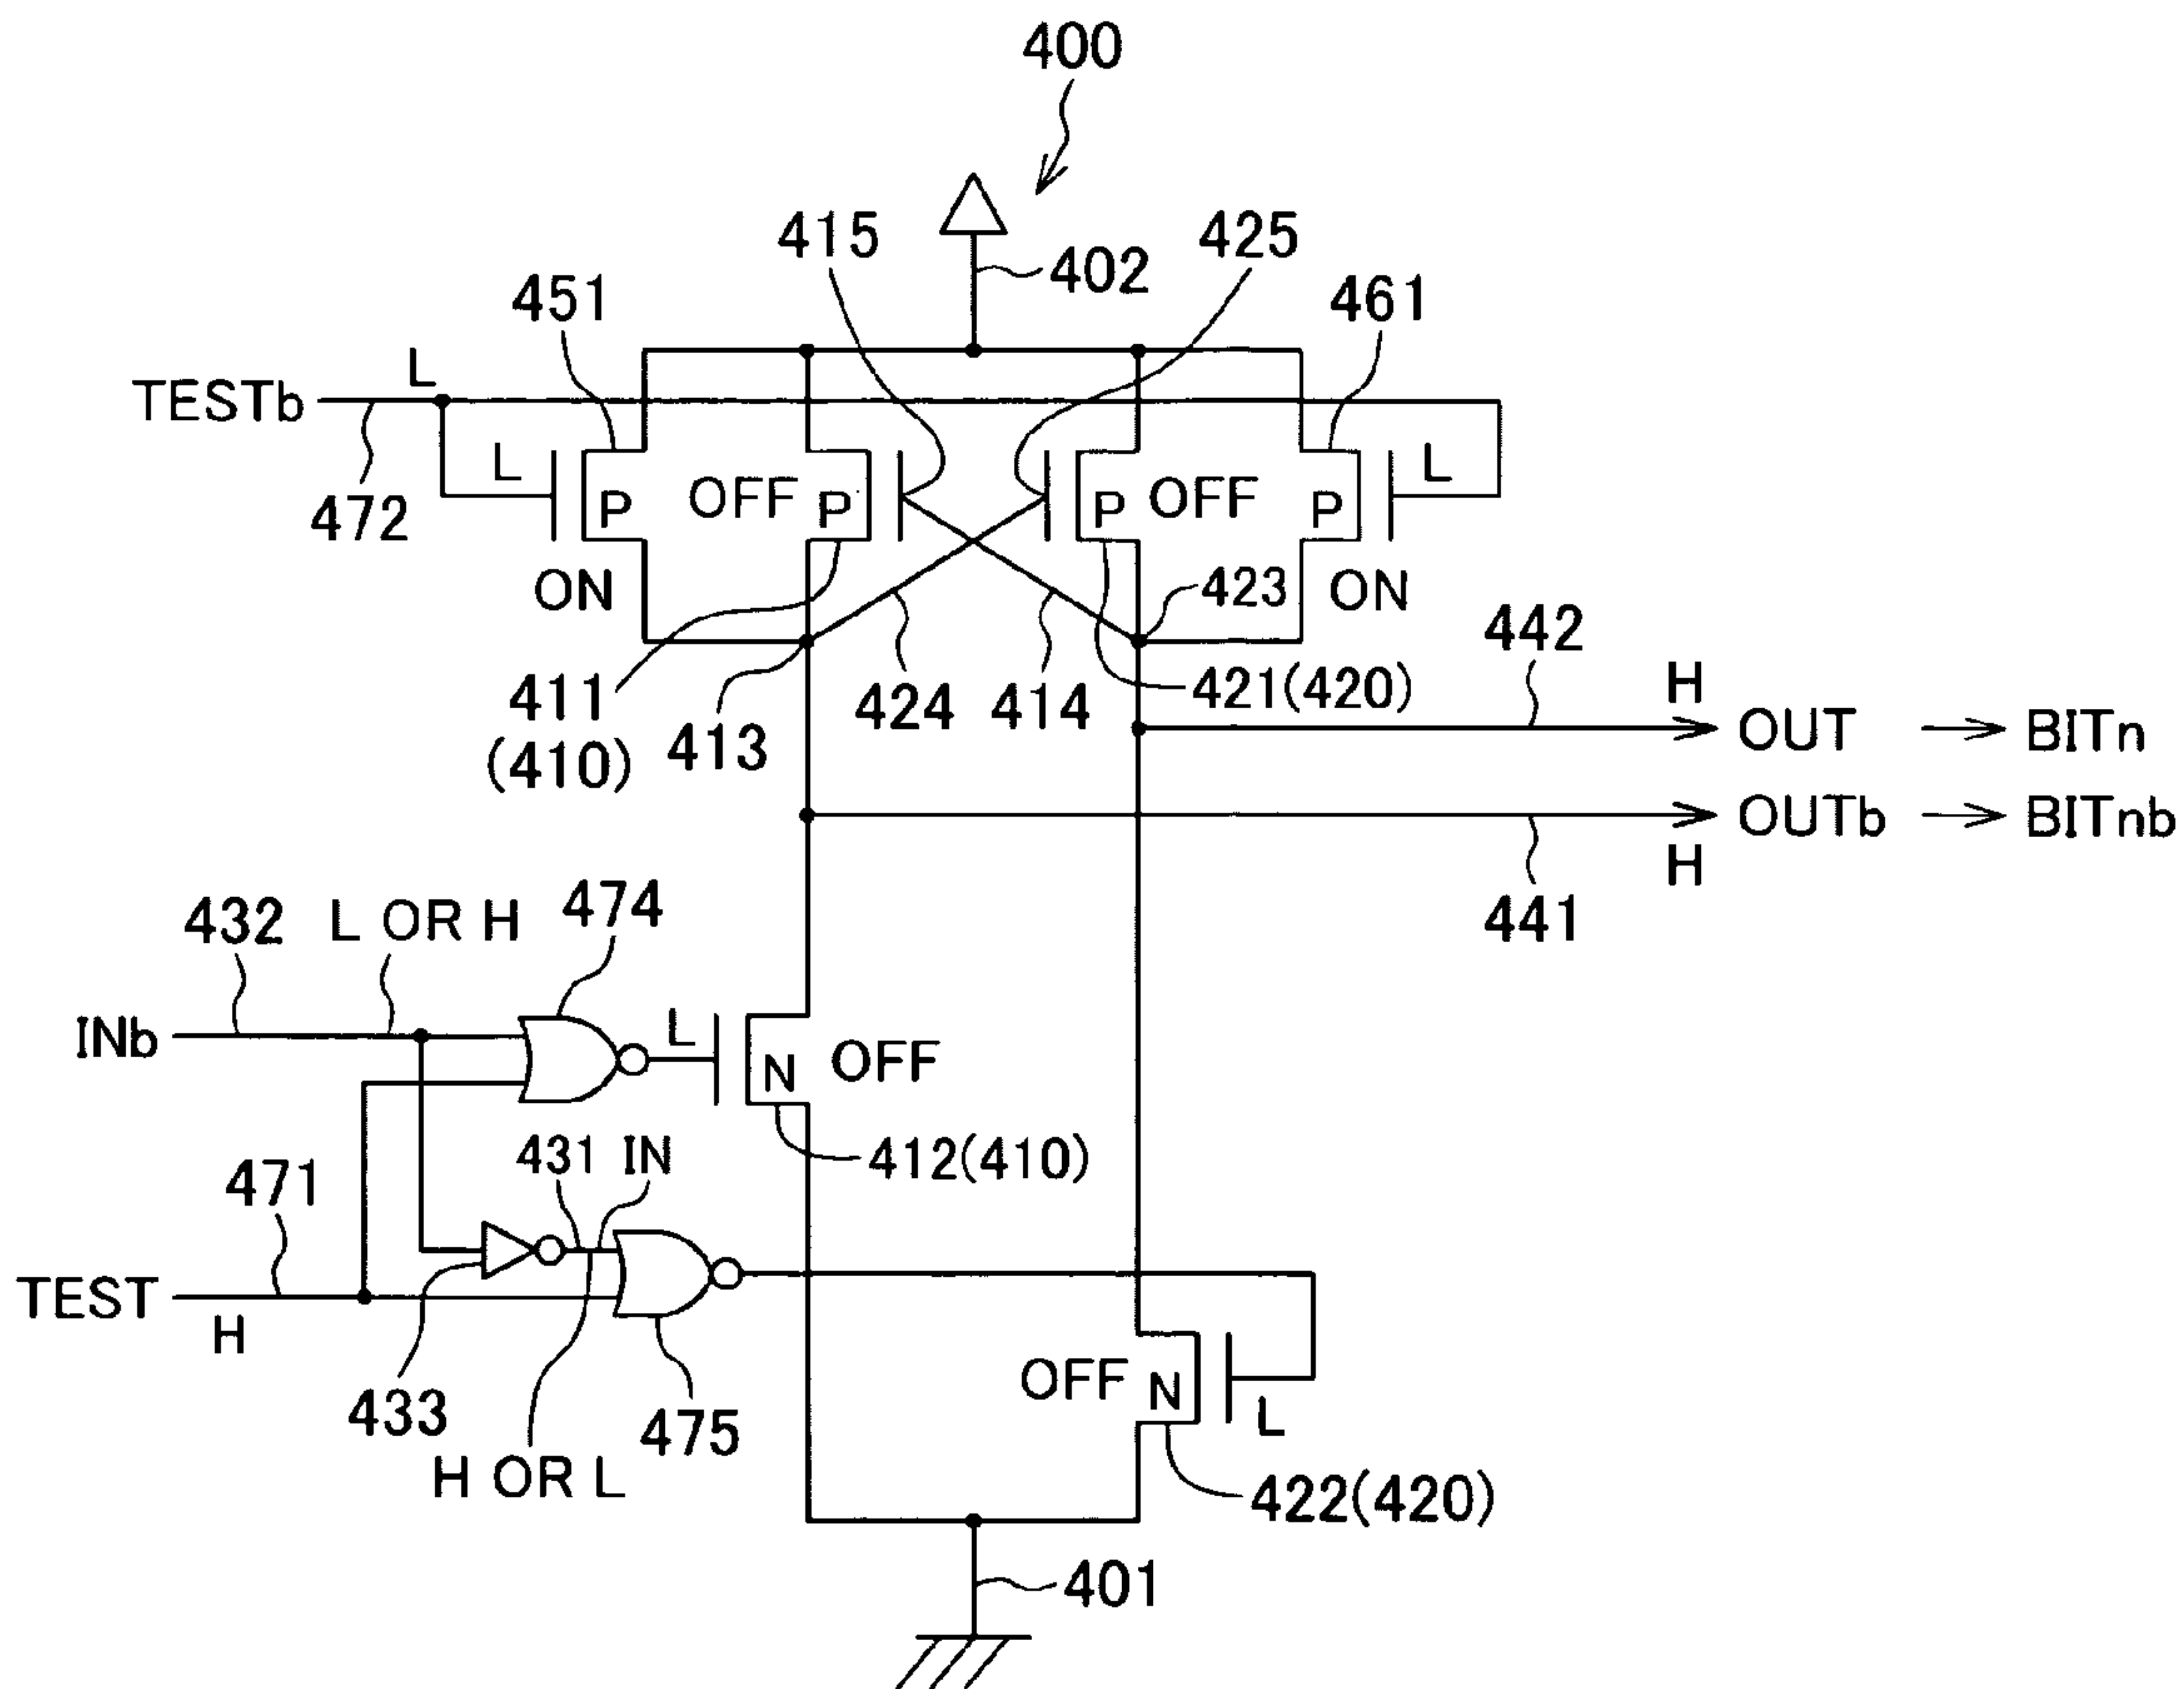 400
415
425
402
451
461
L
TESTb
L
P
OFF
P
P
OFF
P
L
472
ON
423
ON
442
411
(410)
413
424
414
421(420)
H
OUT
BITn
OUTb
BITnb
H
441
432
L OR H
474
INb
L
N
OFF
412(410)
431
IN
471
TEST
H
433
475
OFF
N
L
H OR L
422(420)
401